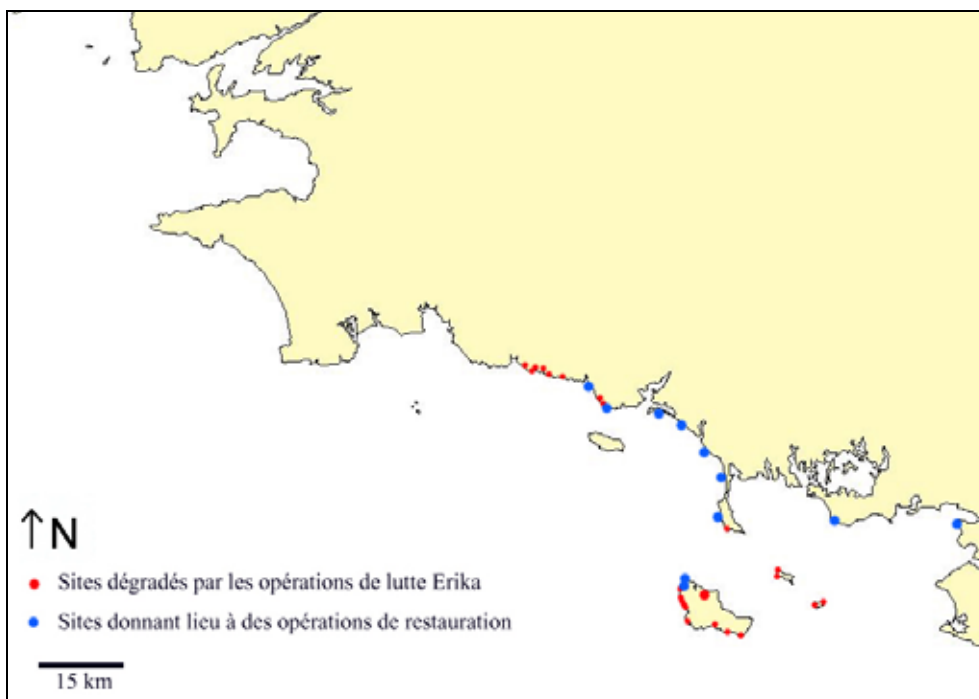 ↑N
Sites dégradés par les opérations de lutte Erika
Sites donnant lieu à des opérations de restauration
15 km